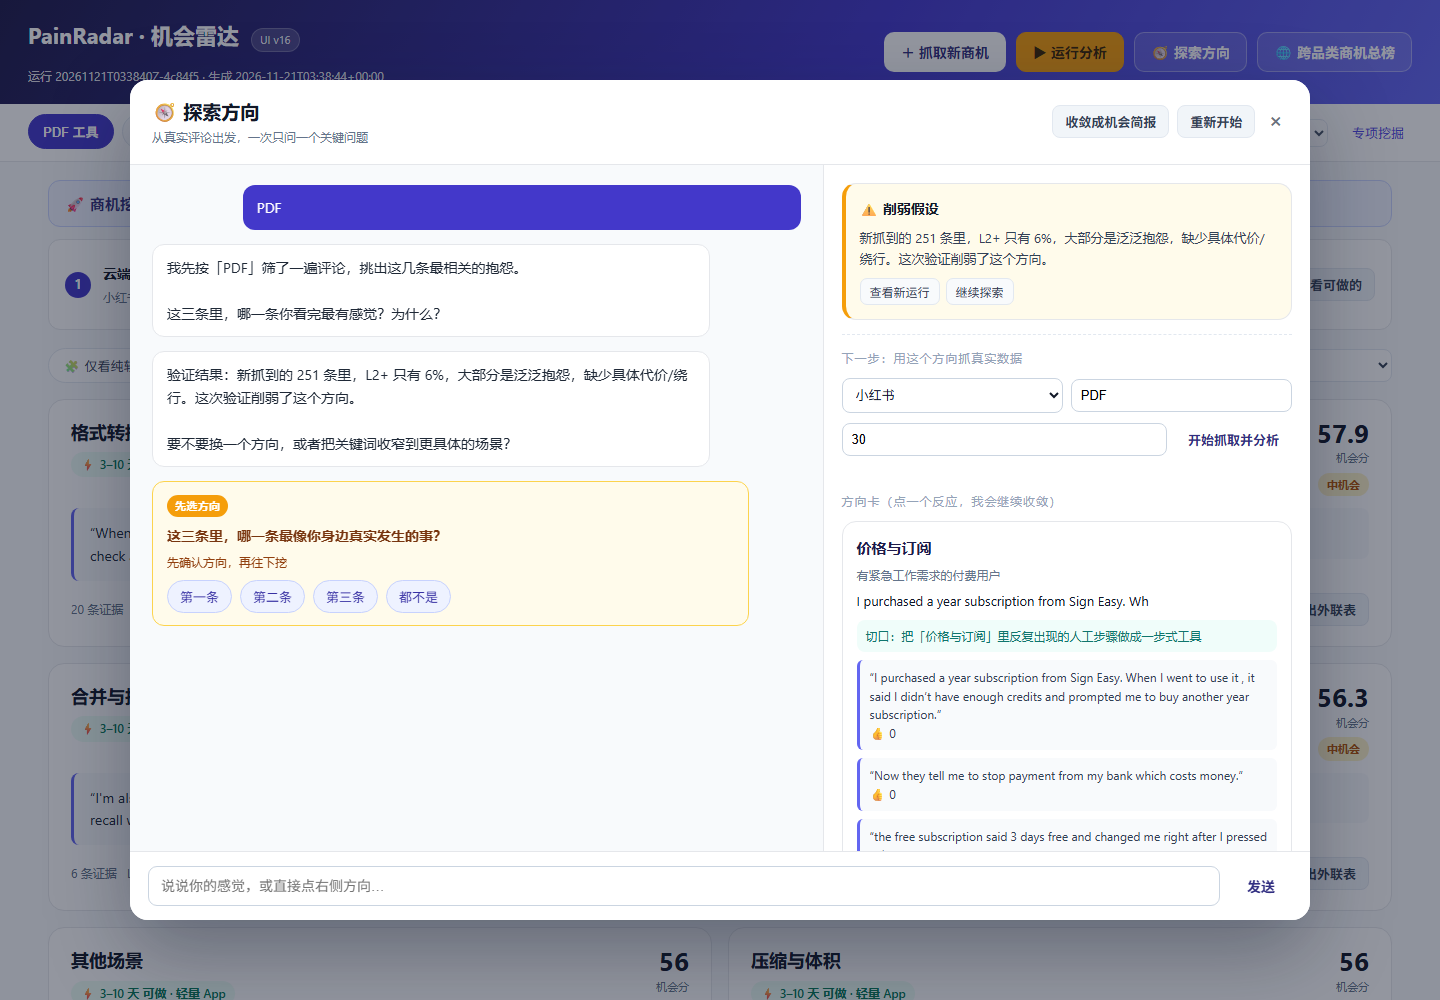 PainRadar · 机会雷达
UI v16
运行 20261121T033840Z-4c84f5 · 生成 2026-11-21T03:38:44+00:00
＋ 抓取新商机
▶ 运行分析
🧭 探索方向
🌐 跨品类商机总榜
PDF 工具
专项挖掘
🚀 商机挖
1
云端
小红书
看可做的
🧩 仅看纯软
格式转换
⚡ 3–10 天
57.9
机会分
中机会
“When
check
20 条证据
出外联表
合并与拆
⚡ 3–10 天
56.3
机会分
中机会
“I’m al
recall
6 条证据
出外联表
其他场景
⚡ 3–10 天 可做 · 轻量 App
56
机会分
压缩与体积
⚡ 3–10 天 可做 · 轻量 App
56
机会分
🧭 探索方向
从真实评论出发，一次只问一个关键问题
收敛成机会简报
重新开始
✕
PDF
我先按「PDF」筛了一遍评论，挑出这几条最相关的抱怨。
这三条里，哪一条你看完最有感觉？为什么？
验证结果：新抓到的 251 条里，L2+ 只有 6%，大部分是泛泛抱怨，缺少具体代价/绕
行。这次验证削弱了这个方向。
要不要换一个方向，或者把关键词收窄到更具体的场景？
先选方向
这三条里，哪一条最像你身边真实发生的事？
先确认方向，再往下挖
第一条
第二条
第三条
都不是
⚠️ 削弱假设
新抓到的 251 条里，L2+ 只有 6%，大部分是泛泛抱怨，缺少具体代价/
绕行。这次验证削弱了这个方向。
查看新运行
继续探索
下一步：用这个方向抓真实数据
小红书
PDF
30
开始抓取并分析
方向卡（点一个反应，我会继续收敛）
价格与订阅
有紧急工作需求的付费用户
I purchased a year subscription from Sign Easy. Wh
切口：把「价格与订阅」里反复出现的人工步骤做成一步式工具
“I purchased a year subscription from Sign Easy. When I went to use it , it
said I didn’t have enough credits and prompted me to buy another year
subscription.”
👍 0
“Now they tell me to stop payment from my bank which costs money.”
👍 0
“the free subscription said 3 days free and changed me right after I pressed
说说你的感觉，或直接点右侧方向…
发送